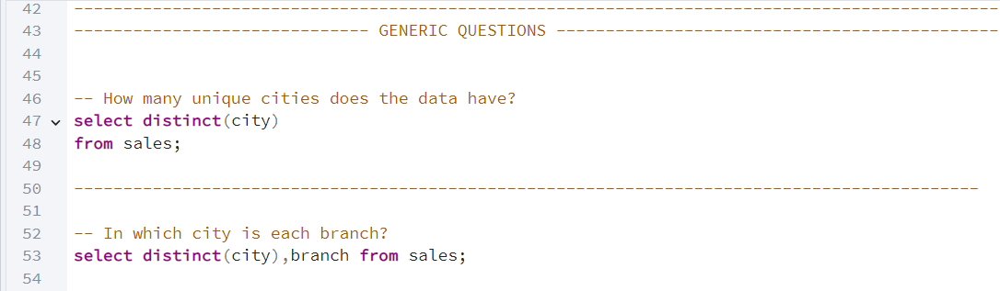 42 ----------------------------------------------------------------------------------------------
43 ------------------------------ GENERIC QUESTIONS ---------------------------------------------
44
45
46 -- How many unique cities does the data have?
47 select distinct(city)
48 from sales;
49
50 --------------------------------------------------------------------------------------------
51
52 -- In which city is each branch?
53 select distinct(city),branch from sales;
54